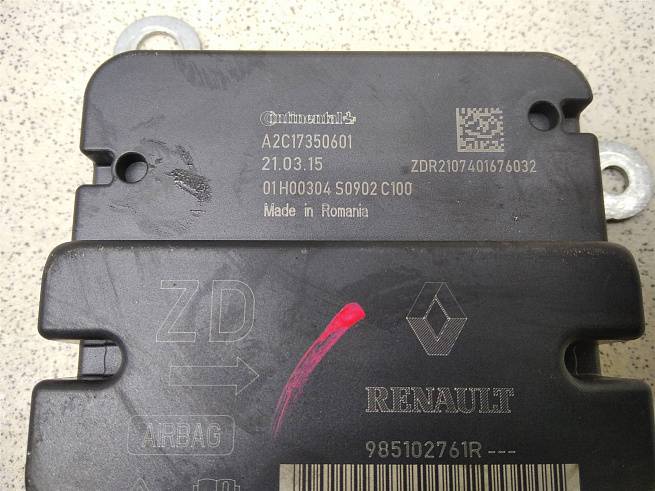 Continental
A2C17350601
21.03.15
ZDR2107401676032
01H00304 S0902 C100
Made in Romania
ZD
RENAULT
AIRBAG
985102761R ---